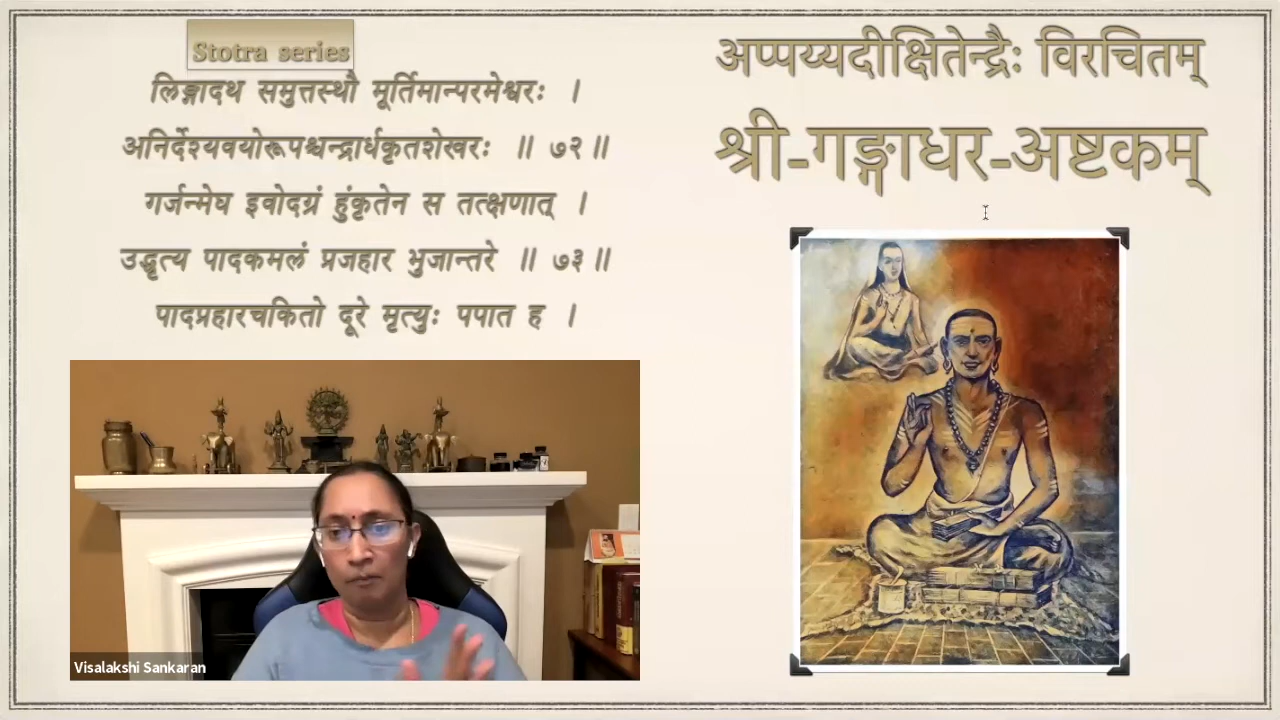 Stotra series
लिङ्गादथ समुत्तस्थौ मूर्तिमान्परमेश्वरः ।
अनिर्देश्यवयोरूपश्चन्द्रार्धकृतशेखरः ॥ ७२ ॥
गर्जन्मेघ इवोदग्रं हुंकृतेन स तत्क्षणात् ।
उद्धृत्य पादकमलं प्रजहार भुजान्तरे ॥ ७३ ॥
पादप्रहारचकितो दूरे मृत्युः पपात ह ।
अप्पय्यदीक्षितेन्द्रैः विरचितम्
श्री-गङ्गाधर-अष्टकम्
Visalakshi Sankaran